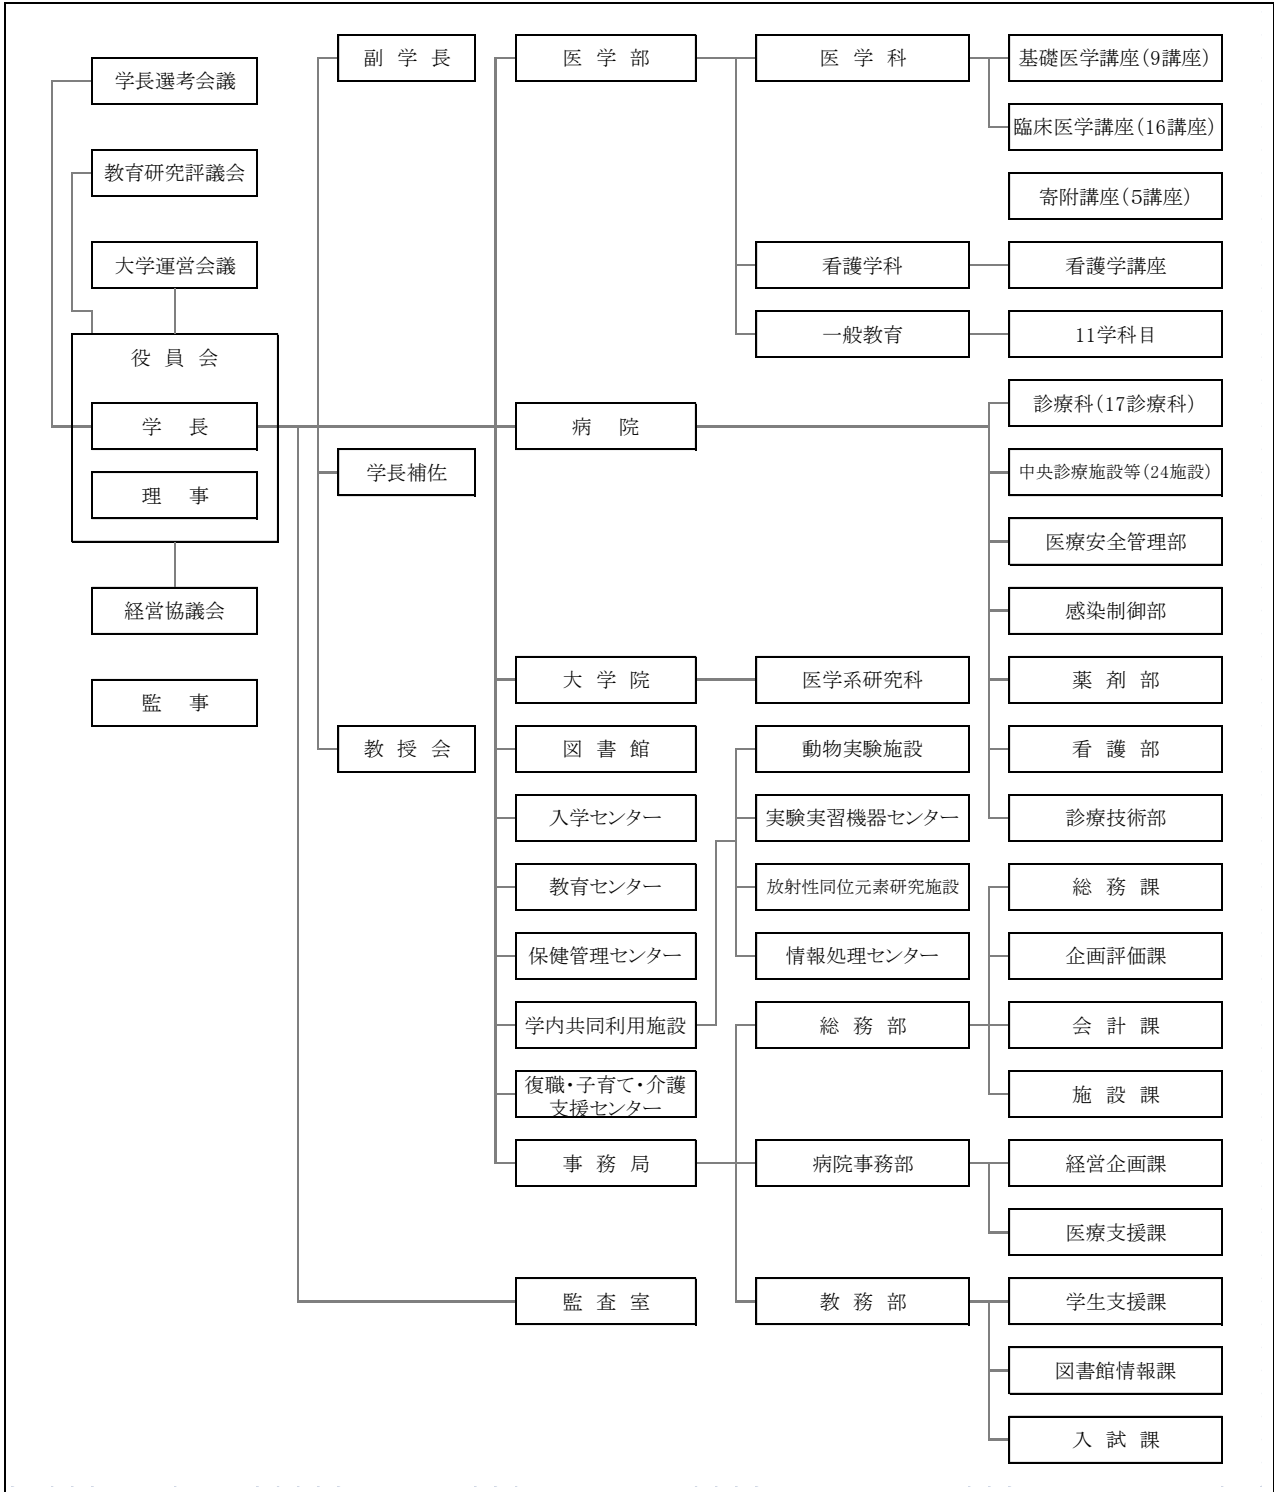 学長選考会議
教育研究評議会
大学運営会議
役 員 会
学 長
理 事
経営協議会
監 事
副 学 長
学長補佐
教 授 会
医 学 部
病 院
大 学 院
図 書 館
入学センター
教育センター
保健管理センター
学内共同利用施設
復職・子育て・介護
支援センター
事 務 局
監 査 室
医 学 科
看護学科
一般教育
医学系研究科
動物実験施設
実験実習機器センター
放射性同位元素研究施設
情報処理センター
総 務 部
病院事務部
教 務 部
基礎医学講座(9講座)
臨床医学講座(16講座)
寄附講座(5講座)
看護学講座
11学科目
診療科(17診療科)
中央診療施設等(24施設)
医療安全管理部
感染制御部
薬 剤 部
看 護 部
診療技術部
総 務 課
企画評価課
会 計 課
施 設 課
経営企画課
医療支援課
学生支援課
図書館情報課
入 試 課